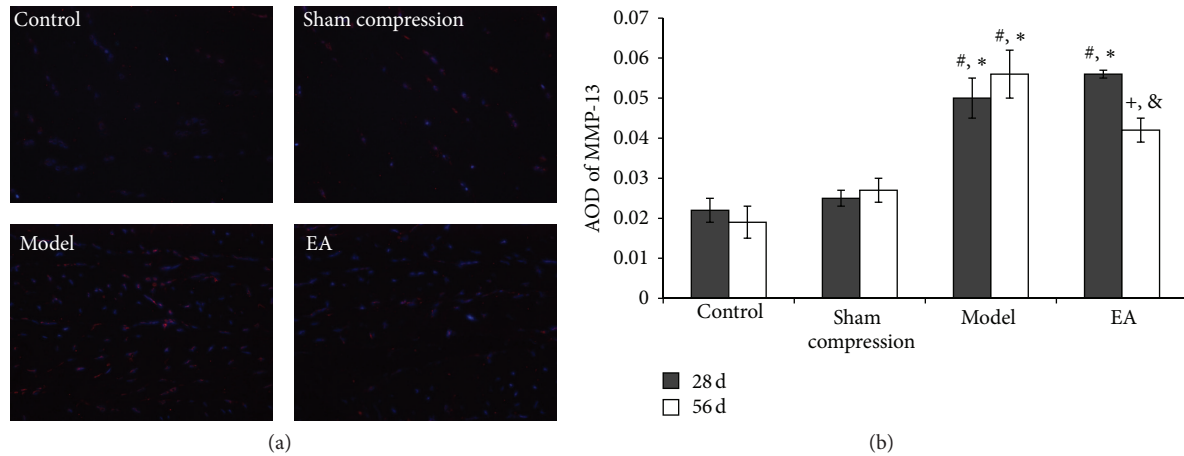 Control
Sham compression
Model
EA
(a)
AOD of MMP-13
0.07
0.06
0.05
0.04
0.03
0.02
0.01
0
#, *
#, *
#, *
+, &
Control
Sham
compression
Model
EA
28 d
56 d
(b)